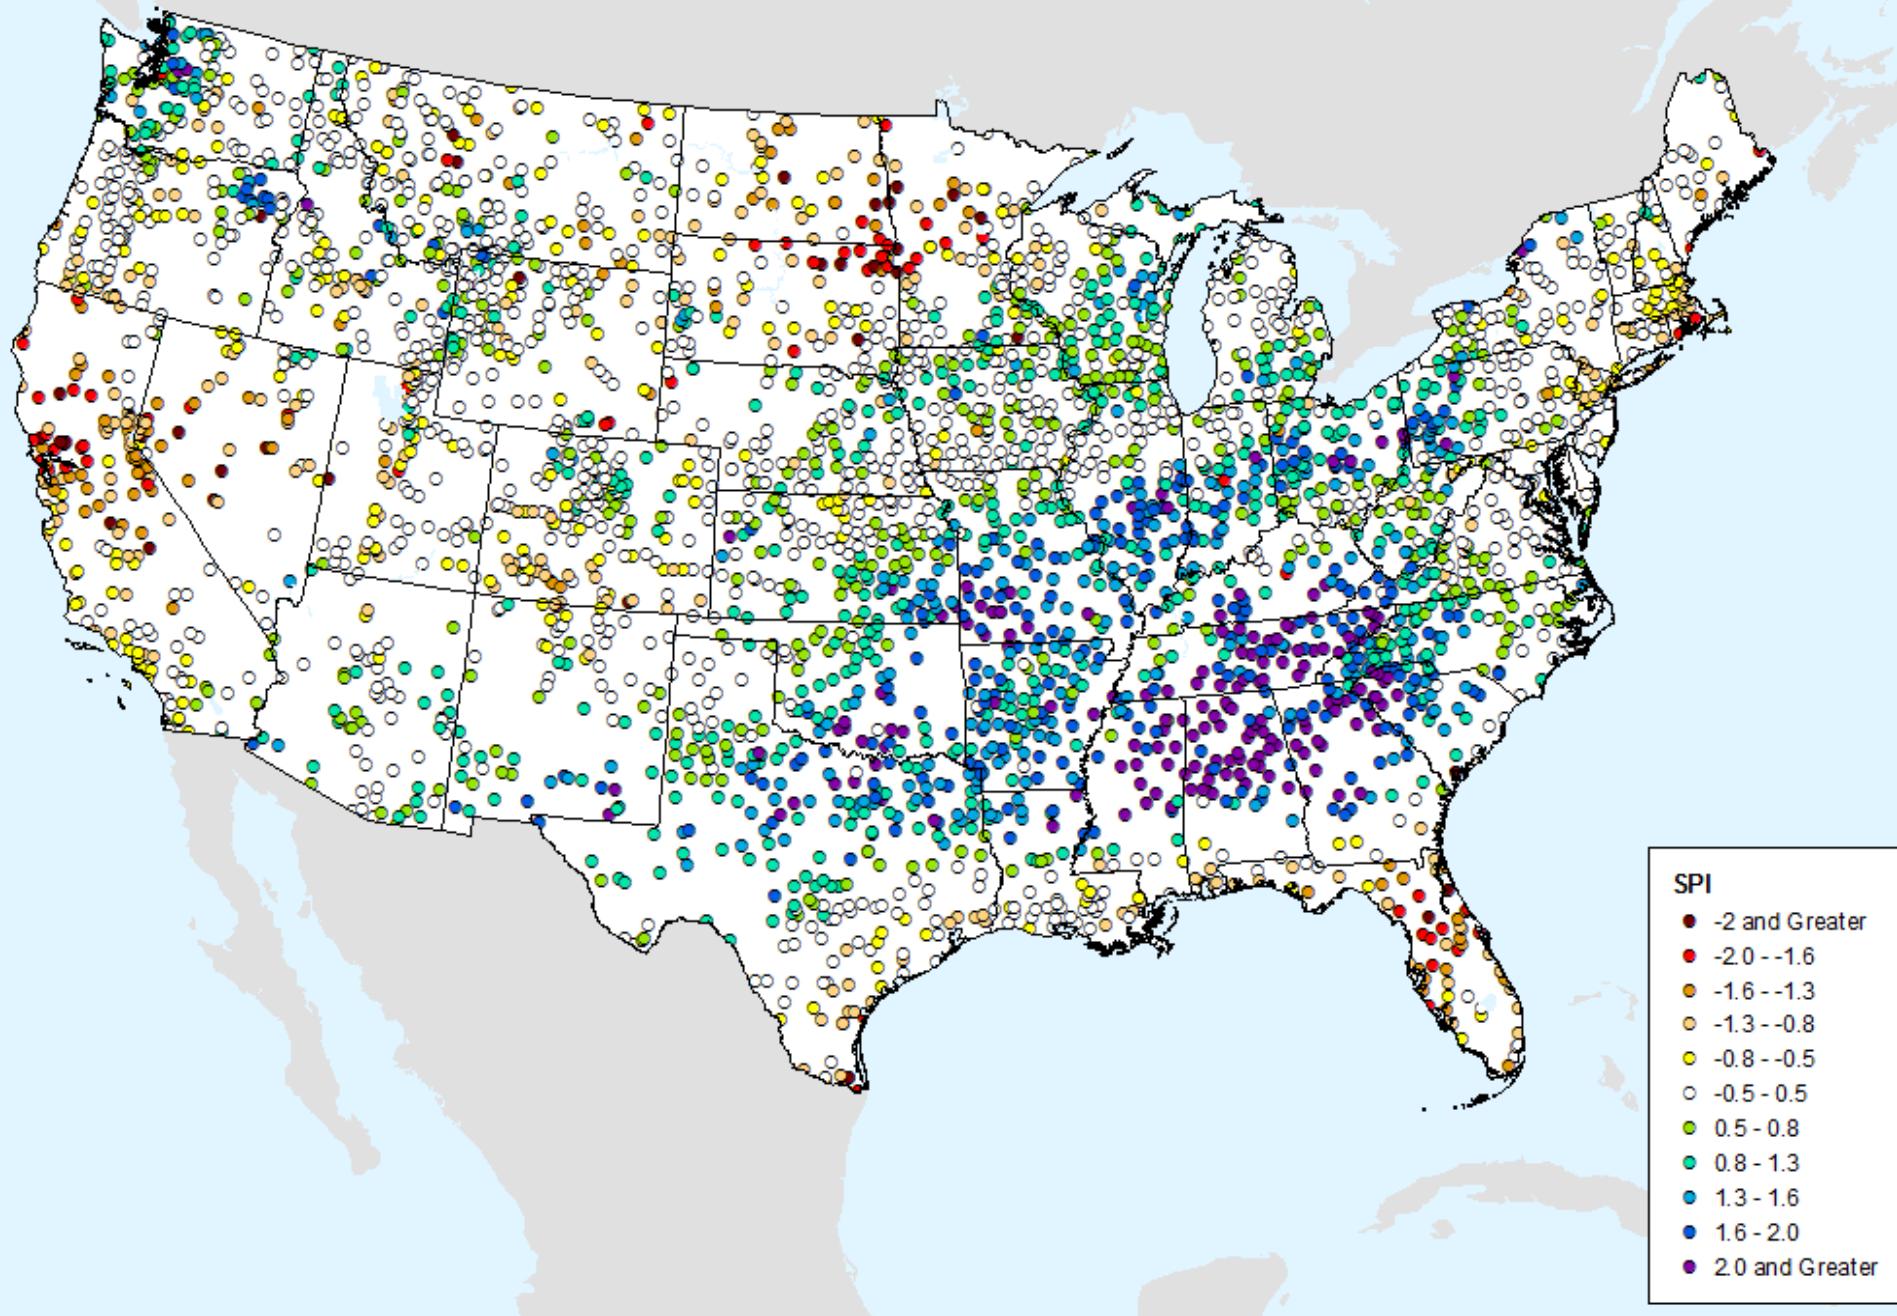 SPI
-2 and Greater
-2.0 - -1.6
-1.6 - -1.3
-1.3 - -0.8
-0.8 - -0.5
-0.5 - 0.5
0.5 - 0.8
0.8 - 1.3
1.3 - 1.6
1.6 - 2.0
2.0 and Greater